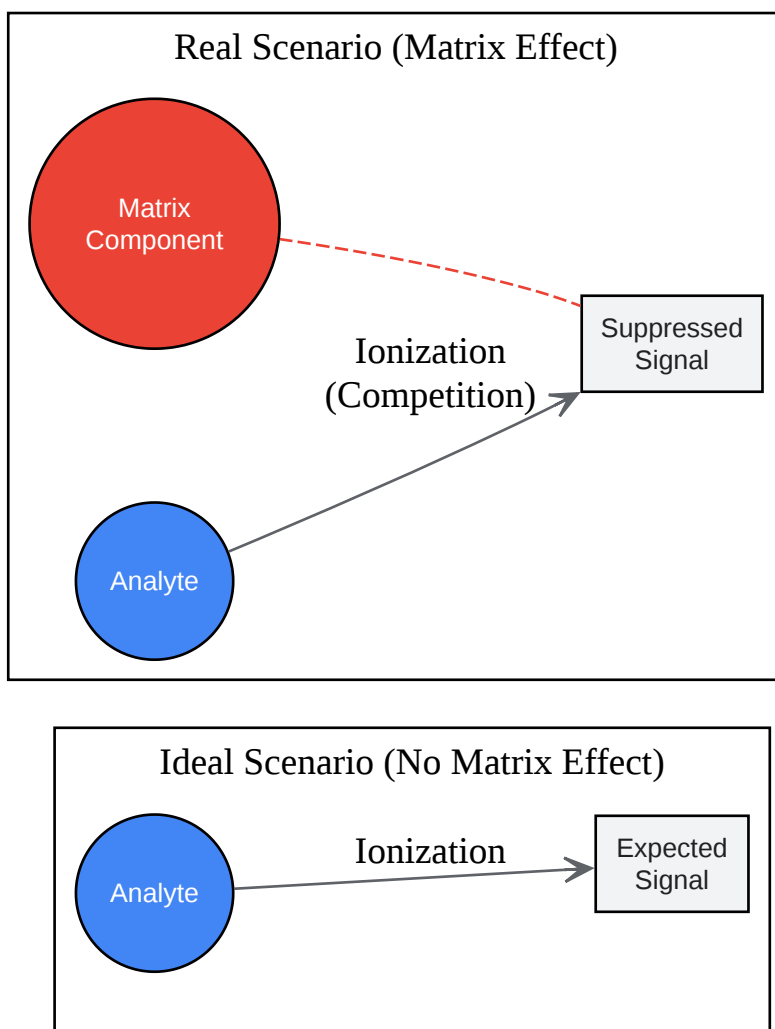 Real Scenario (Matrix Effect)
Matrix
Component
Suppressed
Signal
Ionization
(Competition)
Analyte
Ideal Scenario (No Matrix Effect)
Analyte
Ionization
Expected
Signal